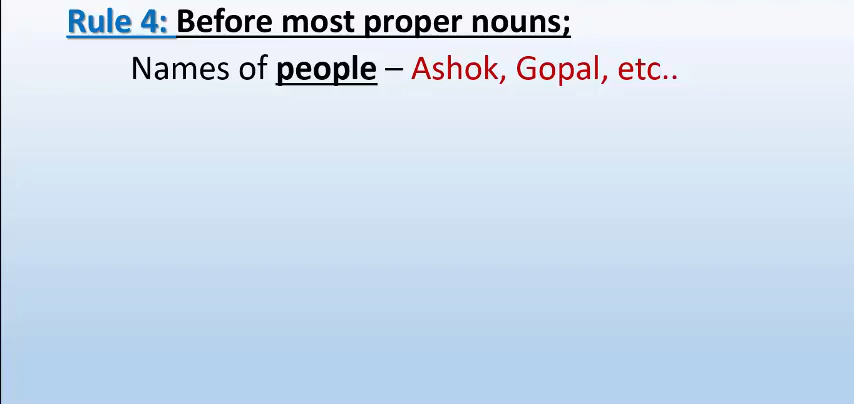 Rule 4: Before most proper nouns;
Names of people – Ashok, Gopal, etc..